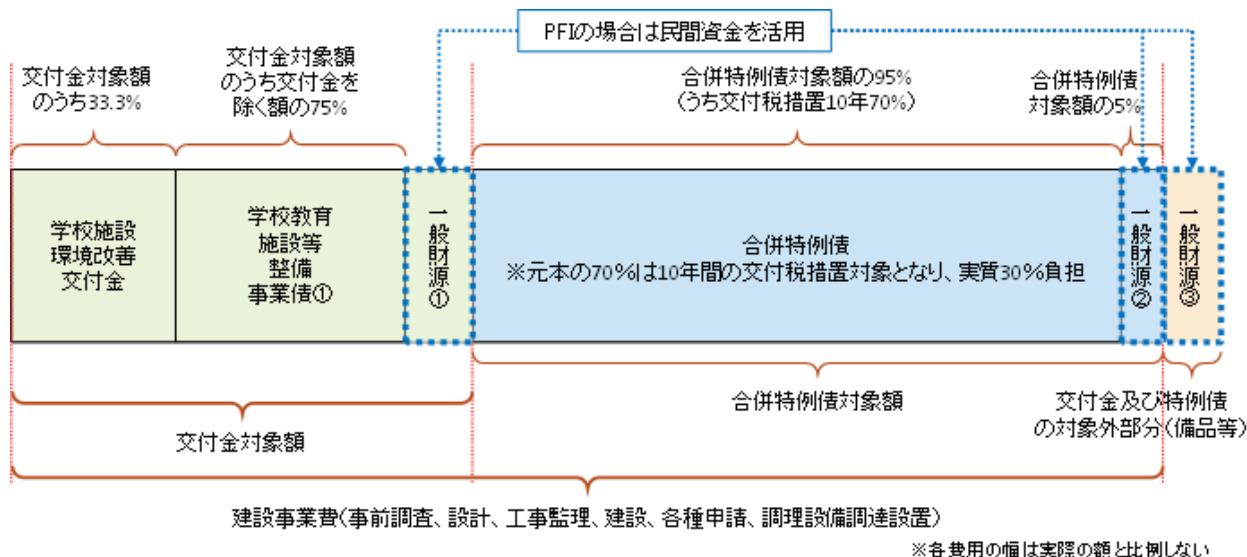 PFIの場合は民間資金を活用
交付金対象額
のうち33.3%
交付金対象額
のうち交付金を
除く額の75%
合併特例債対象額の95%
（うち交付税措置10年70%）
合併特例債
対象額の5%
学校施設
環境改善
交付金
学校教育
施設等
整備
事業債①
一般財源①
合併特例債
※元本の70%は10年間の交付税措置対象となり、実質30%負担
一般財源②
一般財源③
交付金対象額
合併特例債対象額
交付金及び特例債
の対象外部分（備品等）
建設事業費（事前調査、設計、工事監理、建設、各種申請、調理設備調達設置）
※各費用の幅は実際の額と比例しない